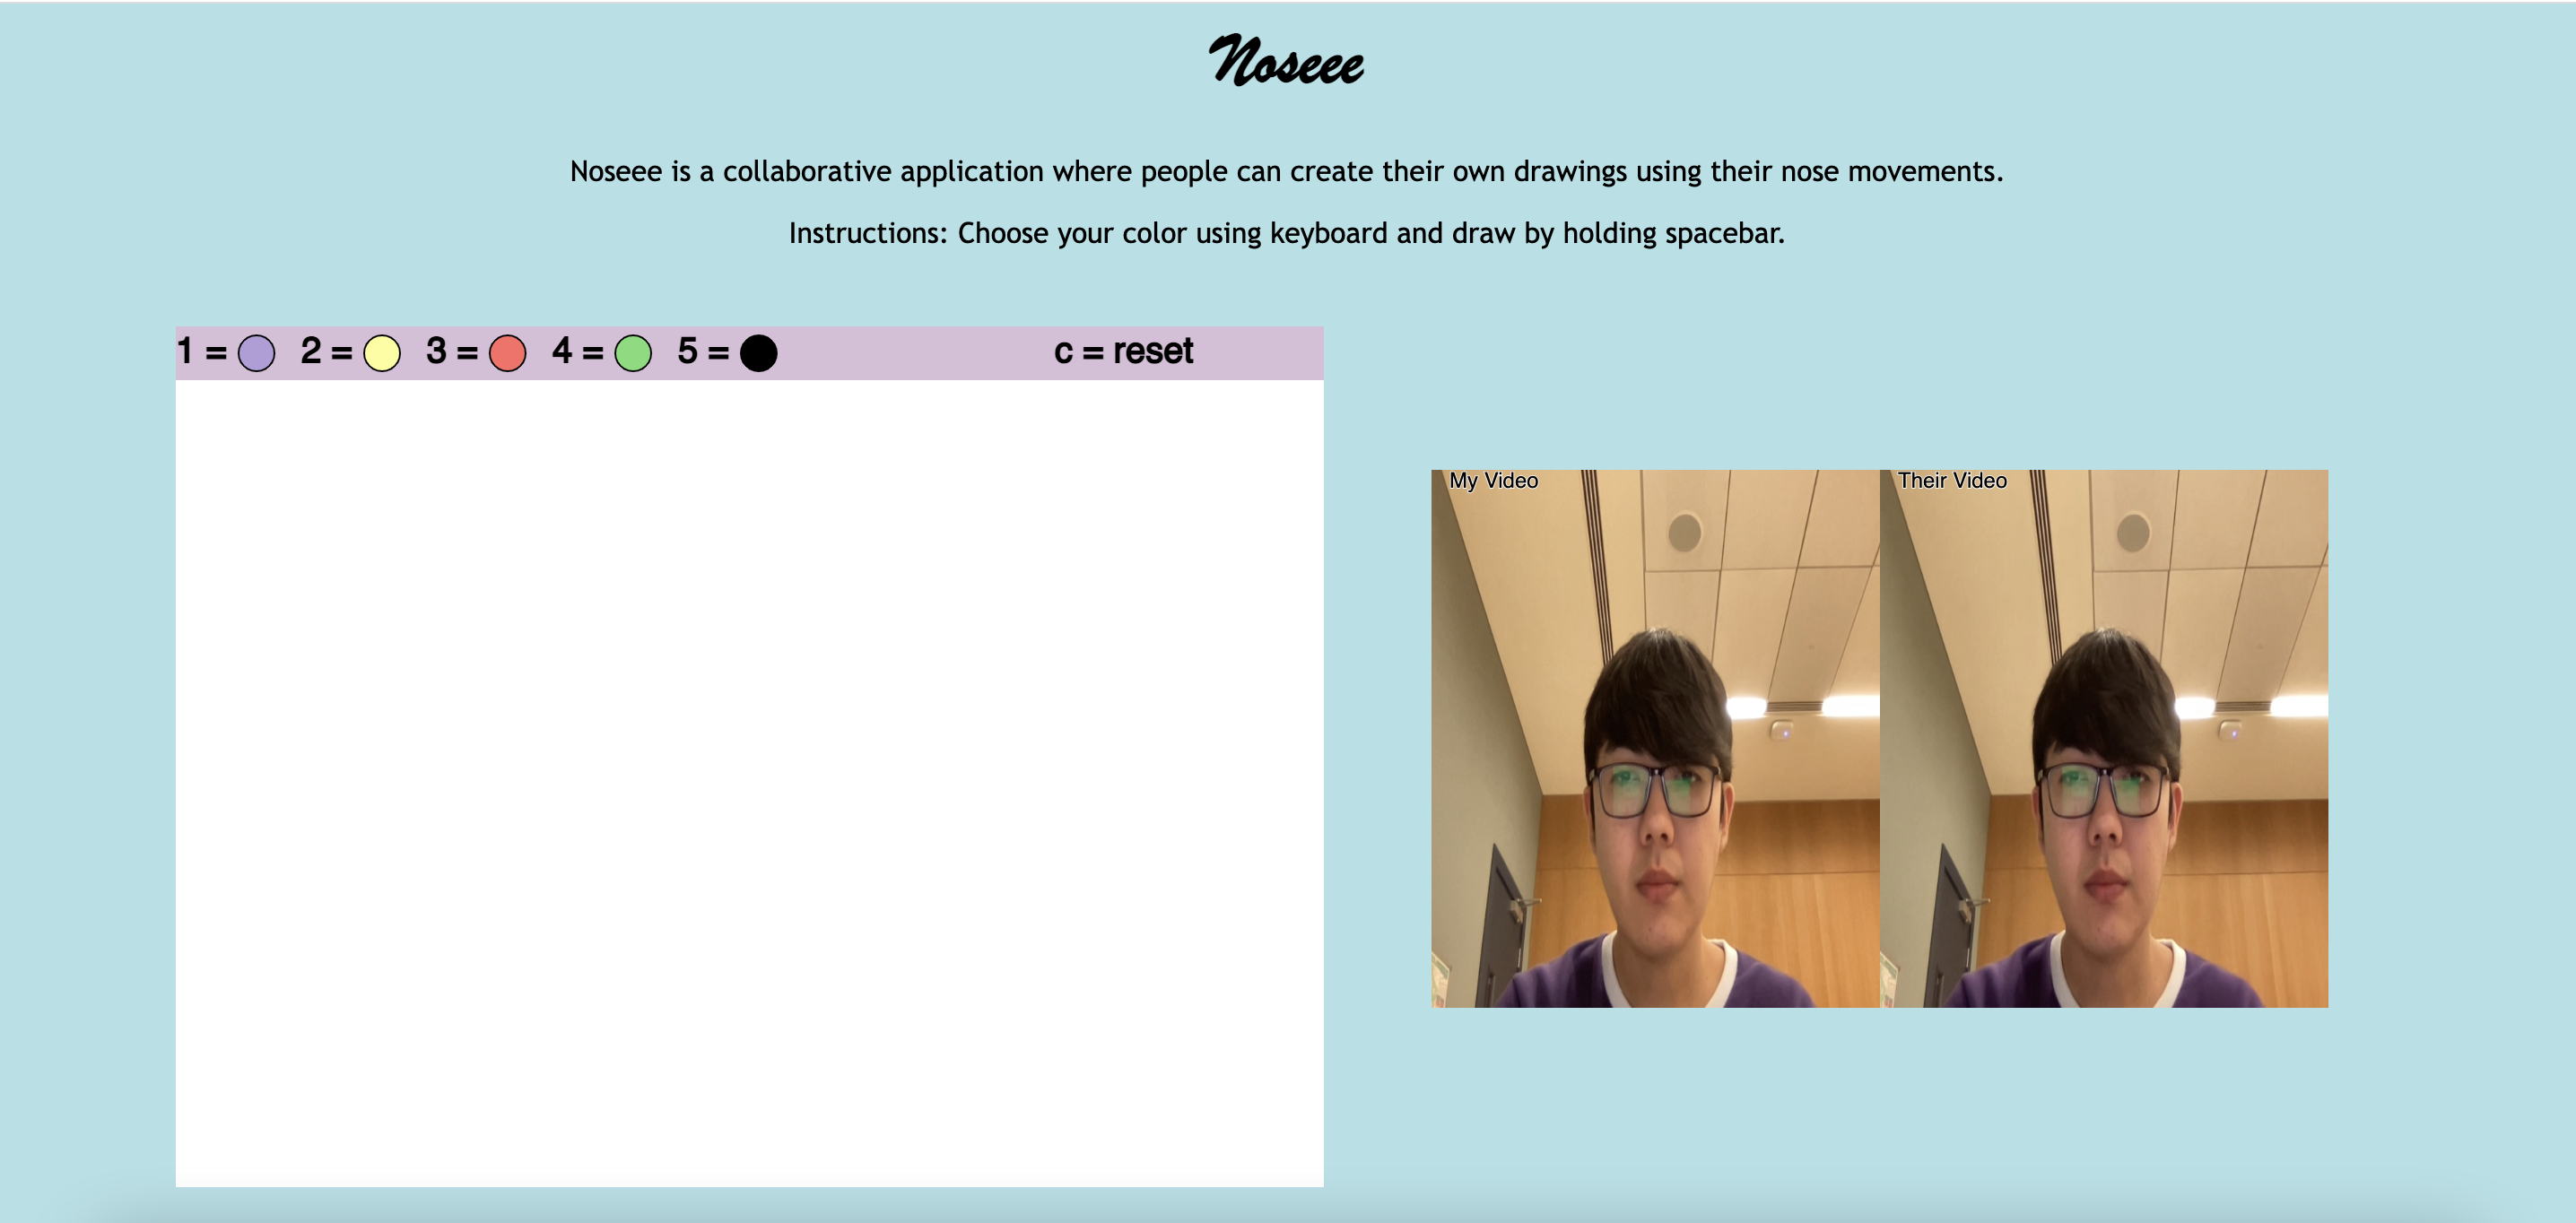 Noseee
Noseee is a collaborative application where people can create their own drawings using their nose movements.
Instructions: Choose your color using keyboard and draw by holding spacebar.
1 = 2 = 3 = 4 = 5 = c = reset
My Video
Their Video